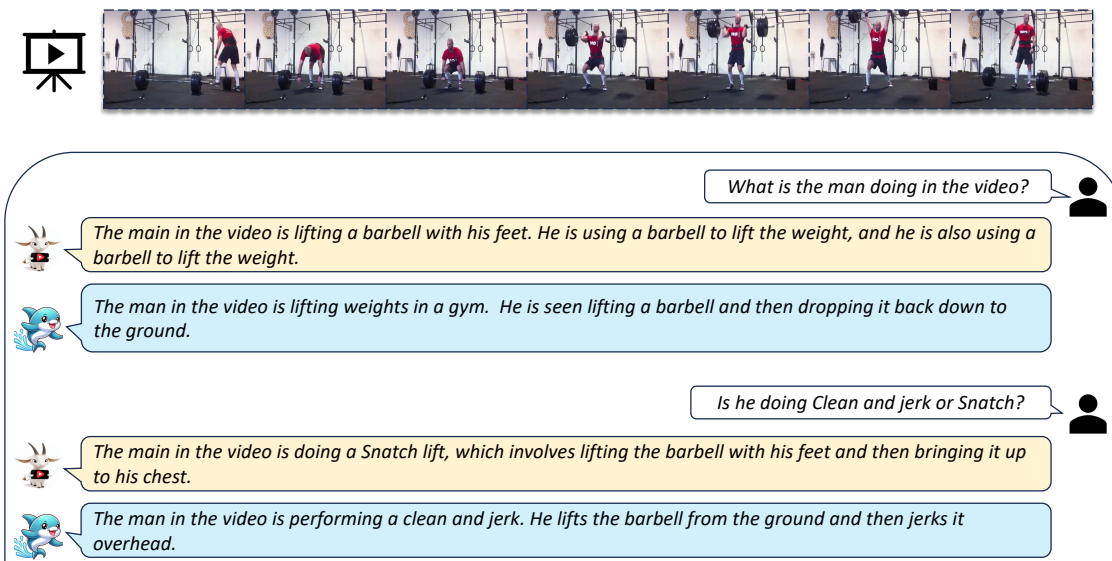 What is the man doing in the video?
The main in the video is lifting a barbell with his feet. He is using a barbell to lift the weight, and he is also using a
barbell to lift the weight.
The man in the video is lifting weights in a gym.  He is seen lifting a barbell and then dropping it back down to
the ground.
Is he doing Clean and jerk or Snatch?
The main in the video is doing a Snatch lift, which involves lifting the barbell with his feet and then bringing it up
to his chest.
The man in the video is performing a clean and jerk. He lifts the barbell from the ground and then jerks it
overhead.